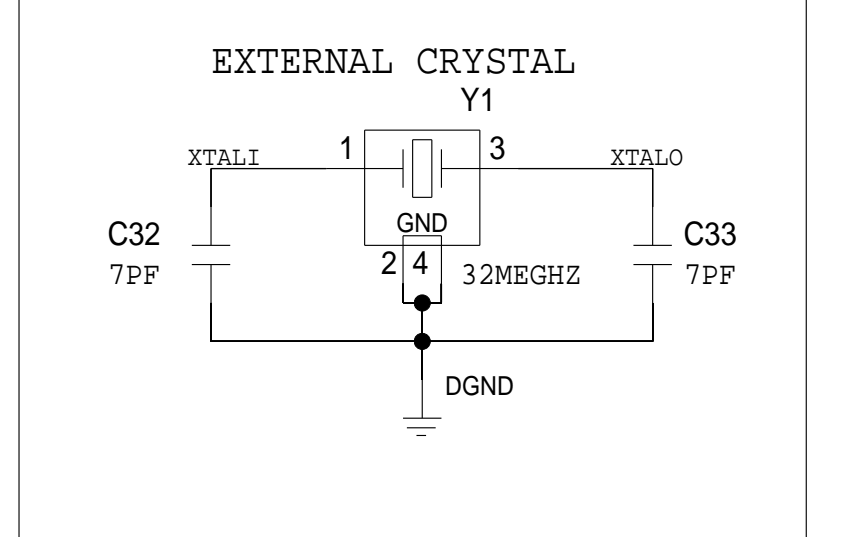 EXTERNAL CRYSTAL
Y1
XTALI 1 3 XTALO
GND
C32 C33
7PF 2 4 32MEGHZ 7PF
DGND